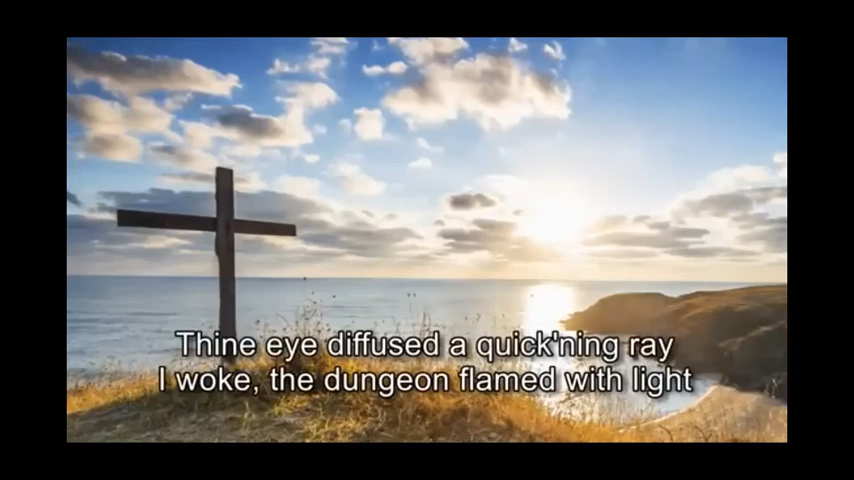 Thine eye diffused a quick'ning ray
I woke, the dungeon flamed with light